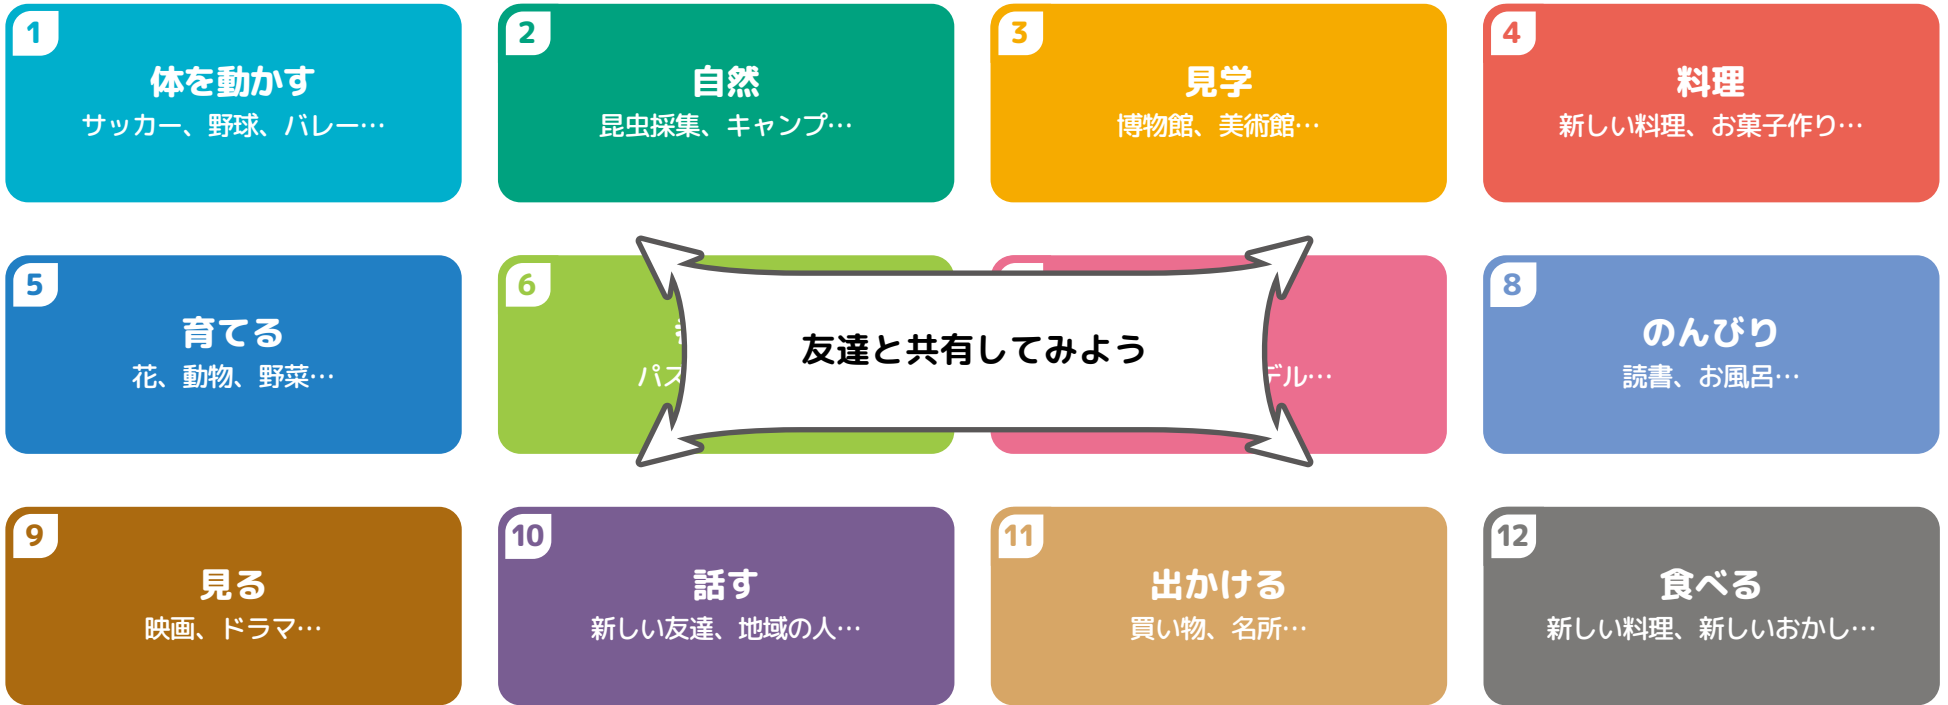 1
体を動かす
サッカー、野球、バレー…
2
自然
昆虫採集、キャンプ…
3
見学
博物館、美術館…
4
料理
新しい料理、お菓子作り…
5
育てる
花、動物、野菜…
6
パズ
友達と共有してみよう
デル…
8
のんびり
読書、お風呂…
9
見る
映画、ドラマ…
10
話す
新しい友達、地域の人…
11
出かける
買い物、名所…
12
食べる
新しい料理、新しいおかし…